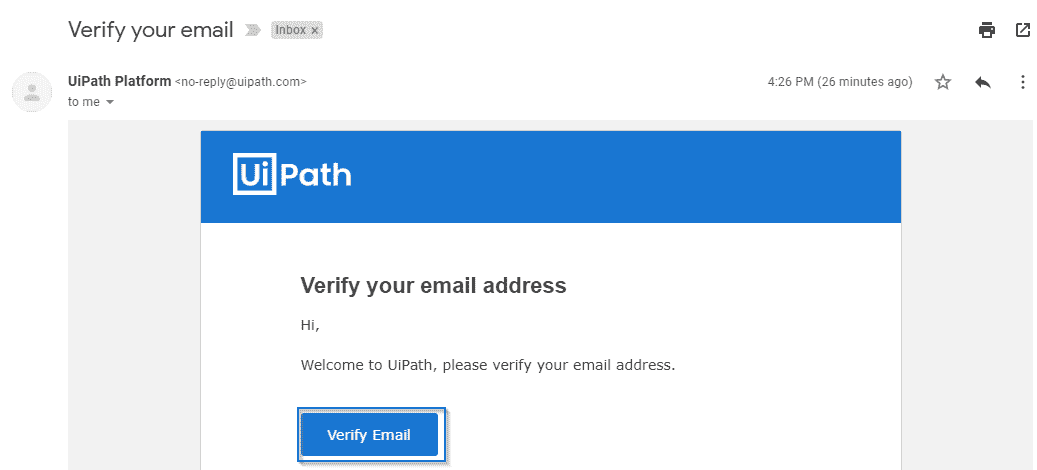 Verify your email Inbox x
UiPath Platform <no-reply@uipath.com> 4:26 PM (26 minutes ago)
to me
UiPath
Verify your email address
Hi,
Welcome to UiPath, please verify your email address.
Verify Email